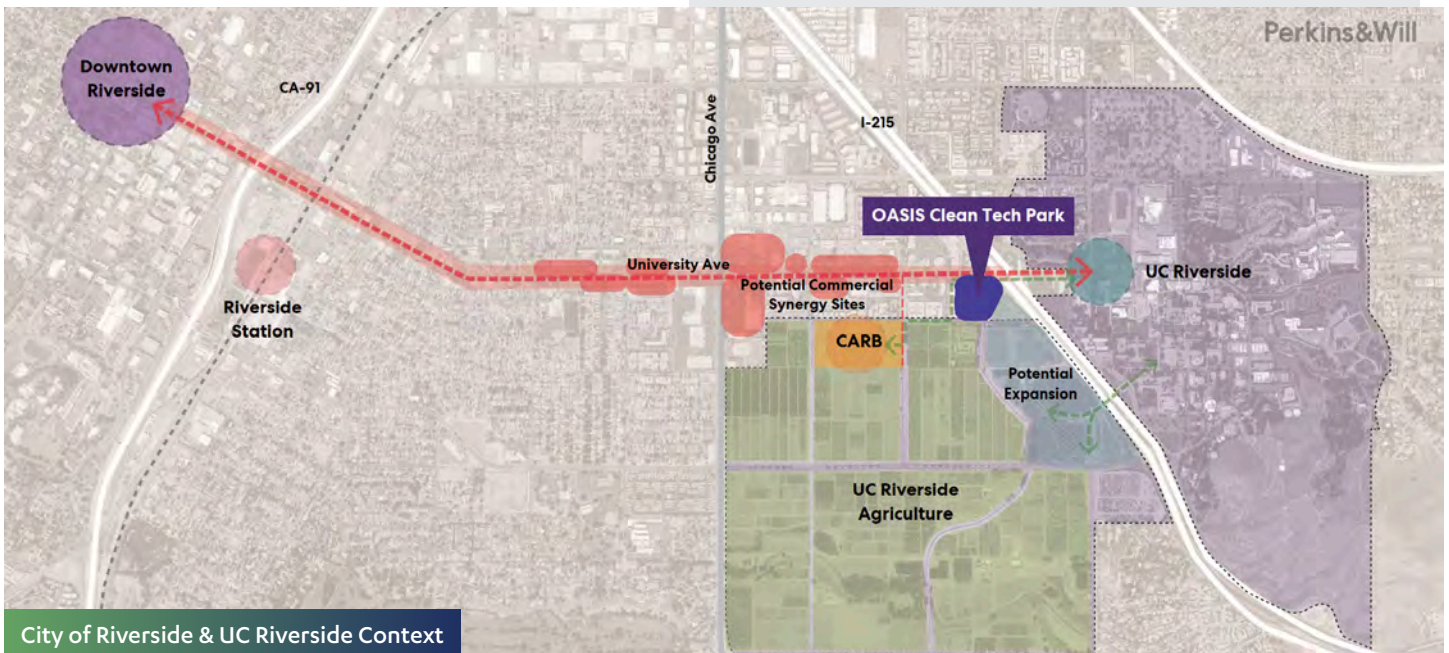 Perkins&Will
Downtown
Riverside
CA-91
Chicago Ave
I-215
OASIS Clean Tech Park
University Ave
UC Riverside
Potential Commercial
Synergy Sites
Riverside
Station
CARB
Potential
Expansion
UC Riverside
Agriculture
City of Riverside & UC Riverside Context